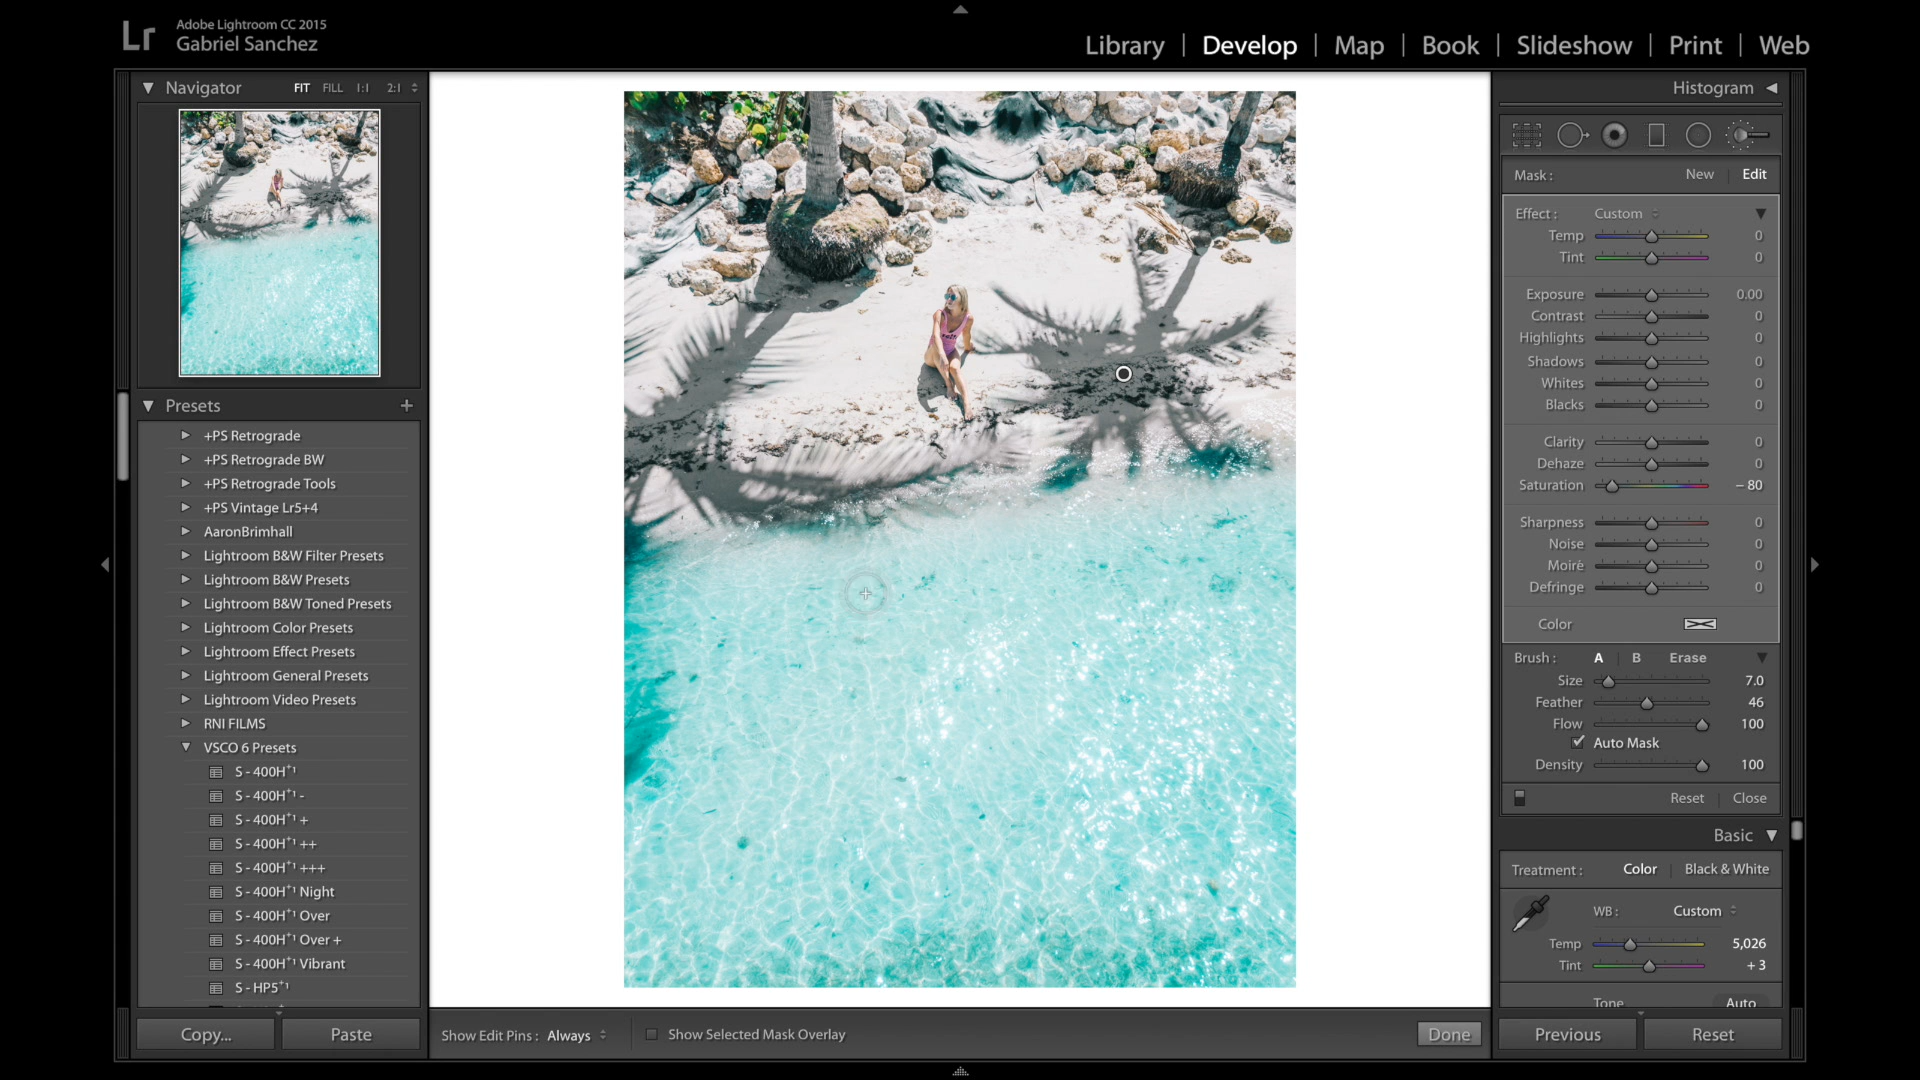 Lr
Adobe Lightroom CC 2015
Gabriel Sanchez
Library | Develop | Map | Book | Slideshow | Print | Web
Navigator FIT FILL 1:1 2:1
Presets +
+PS Retrograde
+PS Retrograde BW
+PS Retrograde Tools
+PS Vintage Lr5+4
AaronBrimhall
Lightroom B&W Filter Presets
Lightroom B&W Presets
Lightroom B&W Toned Presets
Lightroom Color Presets
Lightroom Effect Presets
Lightroom General Presets
Lightroom Video Presets
RNI FILMS
VSCO 6 Presets
S - 400H⁺¹
S - 400H⁺¹ -
S - 400H⁺¹ +
S - 400H⁺¹ ++
S - 400H⁺¹ +++
S - 400H⁺¹ Night
S - 400H⁺¹ Over
S - 400H⁺¹ Over +
S - 400H⁺¹ Vibrant
S - HP5⁺¹
Copy... Paste
Show Edit Pins : Always Show Selected Mask Overlay Done
Histogram
Mask : New | Edit
Effect : Custom
Temp 0
Tint 0
Exposure 0.00
Contrast 0
Highlights 0
Shadows 0
Whites 0
Blacks 0
Clarity 0
Dehaze 0
Saturation – 80
Sharpness 0
Noise 0
Moiré 0
Defringe 0
Color
Brush : A | B Erase
Size 7.0
Feather 46
Flow 100
Auto Mask
Density 100
Reset | Close
Basic
Treatment : Color | Black & White
WB : Custom
Temp 5,026
Tint + 3
Tone Auto
Previous Reset